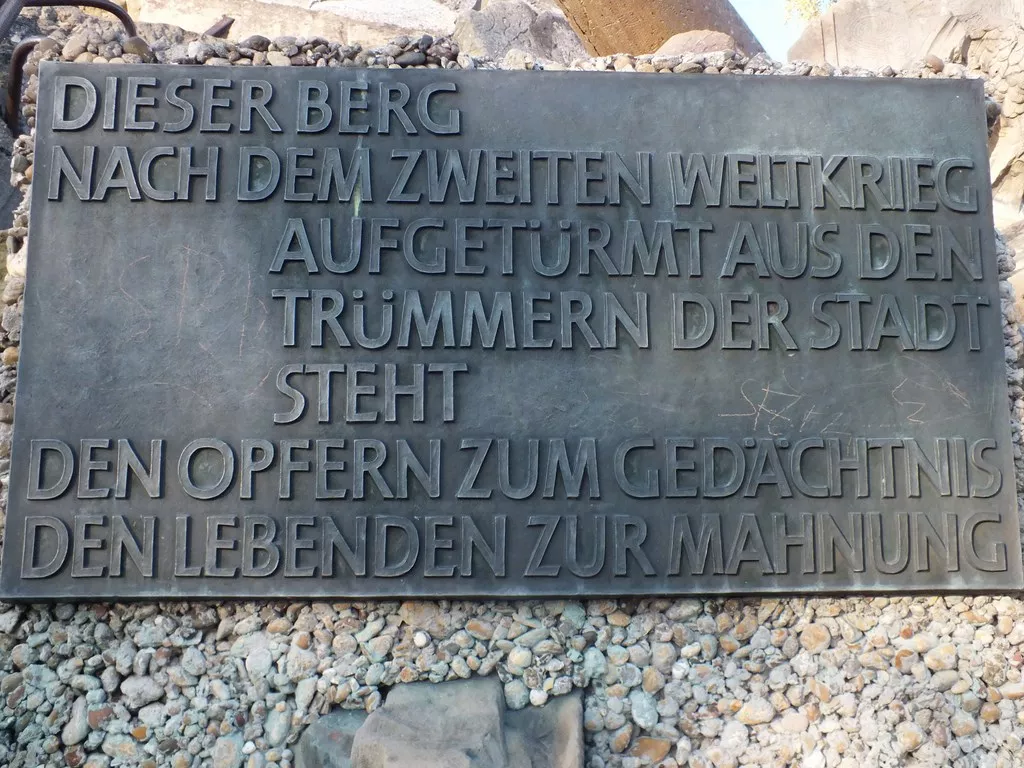 DIESER BERG
NACH DEM ZWEITEN WELTKRIEG
AUFGETÜRMT AUS DEN
TRÜMMERN DER STADT
STEHT
DEN OPFERN ZUM GEDÄCHTNIS
DEN LEBENDEN ZUR MAHNUNG